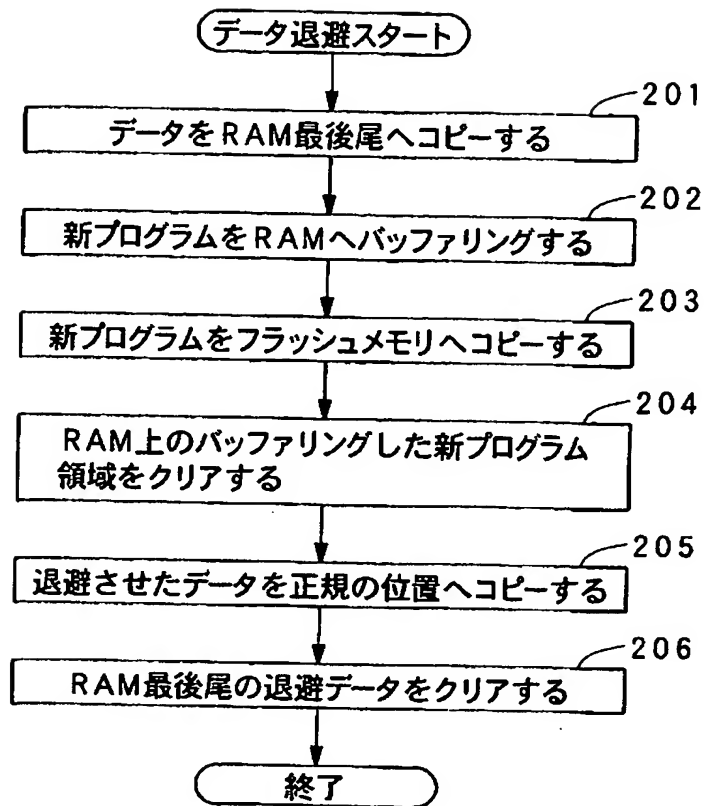 データ退避スタート
201
データをRAM最後尾へコピーする
202
新プログラムをRAMへバッファリングする
203
新プログラムをフラッシュメモリへコピーする
204
RAM上のバッファリングした新プログラム
領域をクリアする
205
退避させたデータを正規の位置へコピーする
206
RAM最後尾の退避データをクリアする
終了